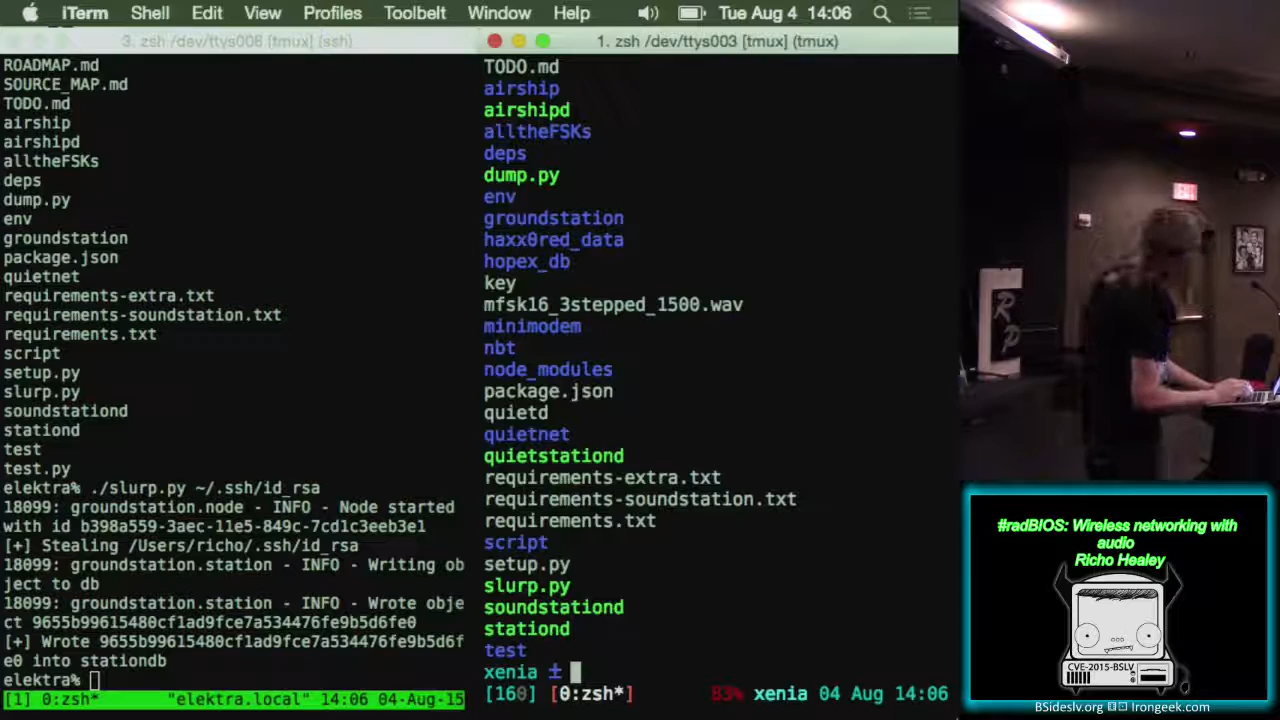 iTerm Shell Edit View Profiles Toolbelt Window Help Tue Aug 4 14:06
3. zsh /dev/ttys006 [tmux] (ssh)
1. zsh /dev/ttys003 [tmux] (tmux)
ROADMAP.md
SOURCE_MAP.md
TODO.md
airship
airshipd
alltheFSKs
deps
dump.py
env
groundstation
package.json
quietnet
requirements-extra.txt
requirements-soundstation.txt
requirements.txt
script
setup.py
slurp.py
soundstationd
stationd
test
test.py
elektra% ./slurp.py ~/.ssh/id_rsa
18099: groundstation.node - INFO - Node started
with id b398a559-3aec-11e5-849c-7cd1c3eeb3e1
[+] Stealing /Users/richo/.ssh/id_rsa
18099: groundstation.station - INFO - Writing ob
ject to db
18099: groundstation.station - INFO - Wrote obje
ct 9655b99615480cf1ad9fce7a534476fe9b5d6fe0
[+] Wrote 9655b99615480cf1ad9fce7a534476fe9b5d6f
e0 into stationdb
elektra%
[1] 0:zsh* "elektra.local" 14:06 04-Aug-15
TODO.md
airship
airshipd
alltheFSKs
deps
dump.py
env
groundstation
haxx0red_data
hopex_db
key
mfsk16_3stepped_1500.wav
minimodem
nbt
node_modules
package.json
quietd
quietnet
quietstationd
requirements-extra.txt
requirements-soundstation.txt
requirements.txt
script
setup.py
slurp.py
soundstationd
stationd
test
xenia ±
[160] [0:zsh*] 83% xenia 04 Aug 14:06
EXIT
R
P
#radBIOS: Wireless networking with
audio
Richo Healey
CVE-2015-BSLV
BSideslv.org Irongeek.com